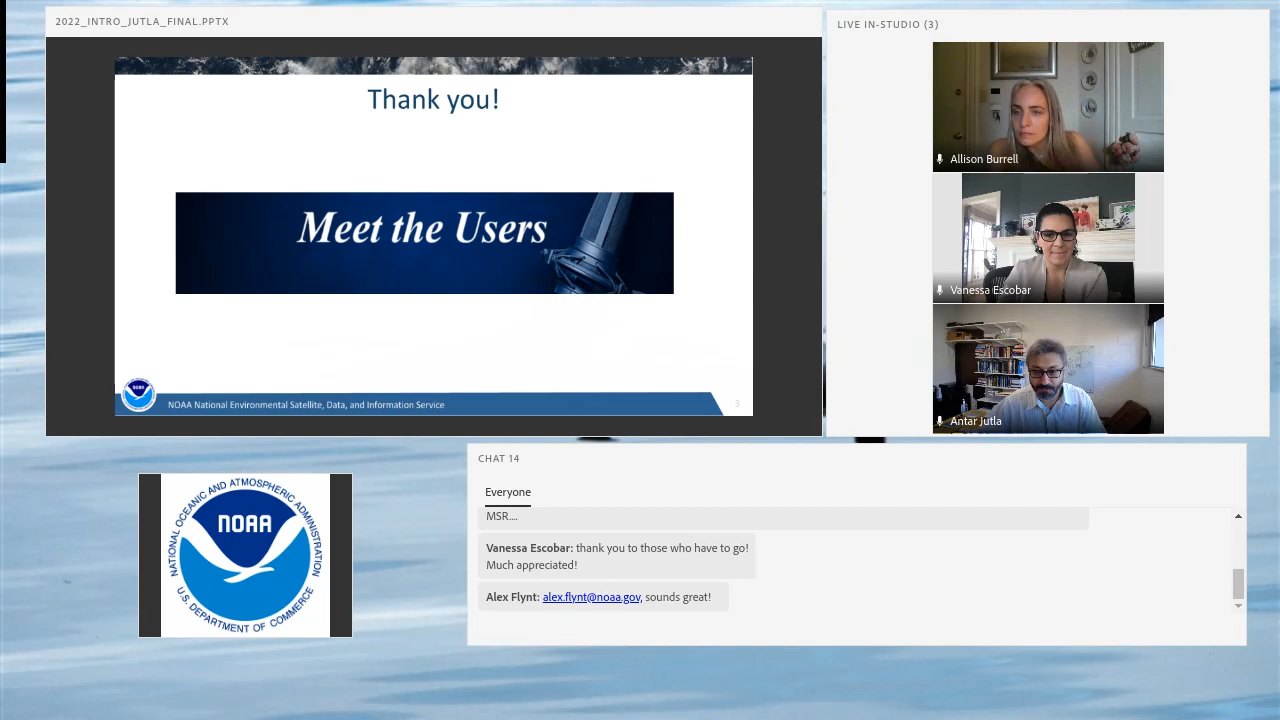 2022_INTRO_JUTLA_FINAL.PPTX
Thank you!
Meet the Users
NOAA
NOAA National Environmental Satellite, Data, and Information Service
3
LIVE IN-STUDIO (3)
Allison Burrell
Vanessa Escobar
Antar Jutla
NATIONAL OCEANIC AND ATMOSPHERIC ADMINISTRATION
NOAA
U.S. DEPARTMENT OF COMMERCE
CHAT 14
Everyone
MSR....
Vanessa Escobar: thank you to those who have to go!
Much appreciated!
Alex Flynt: alex.flynt@noaa.gov, sounds great!